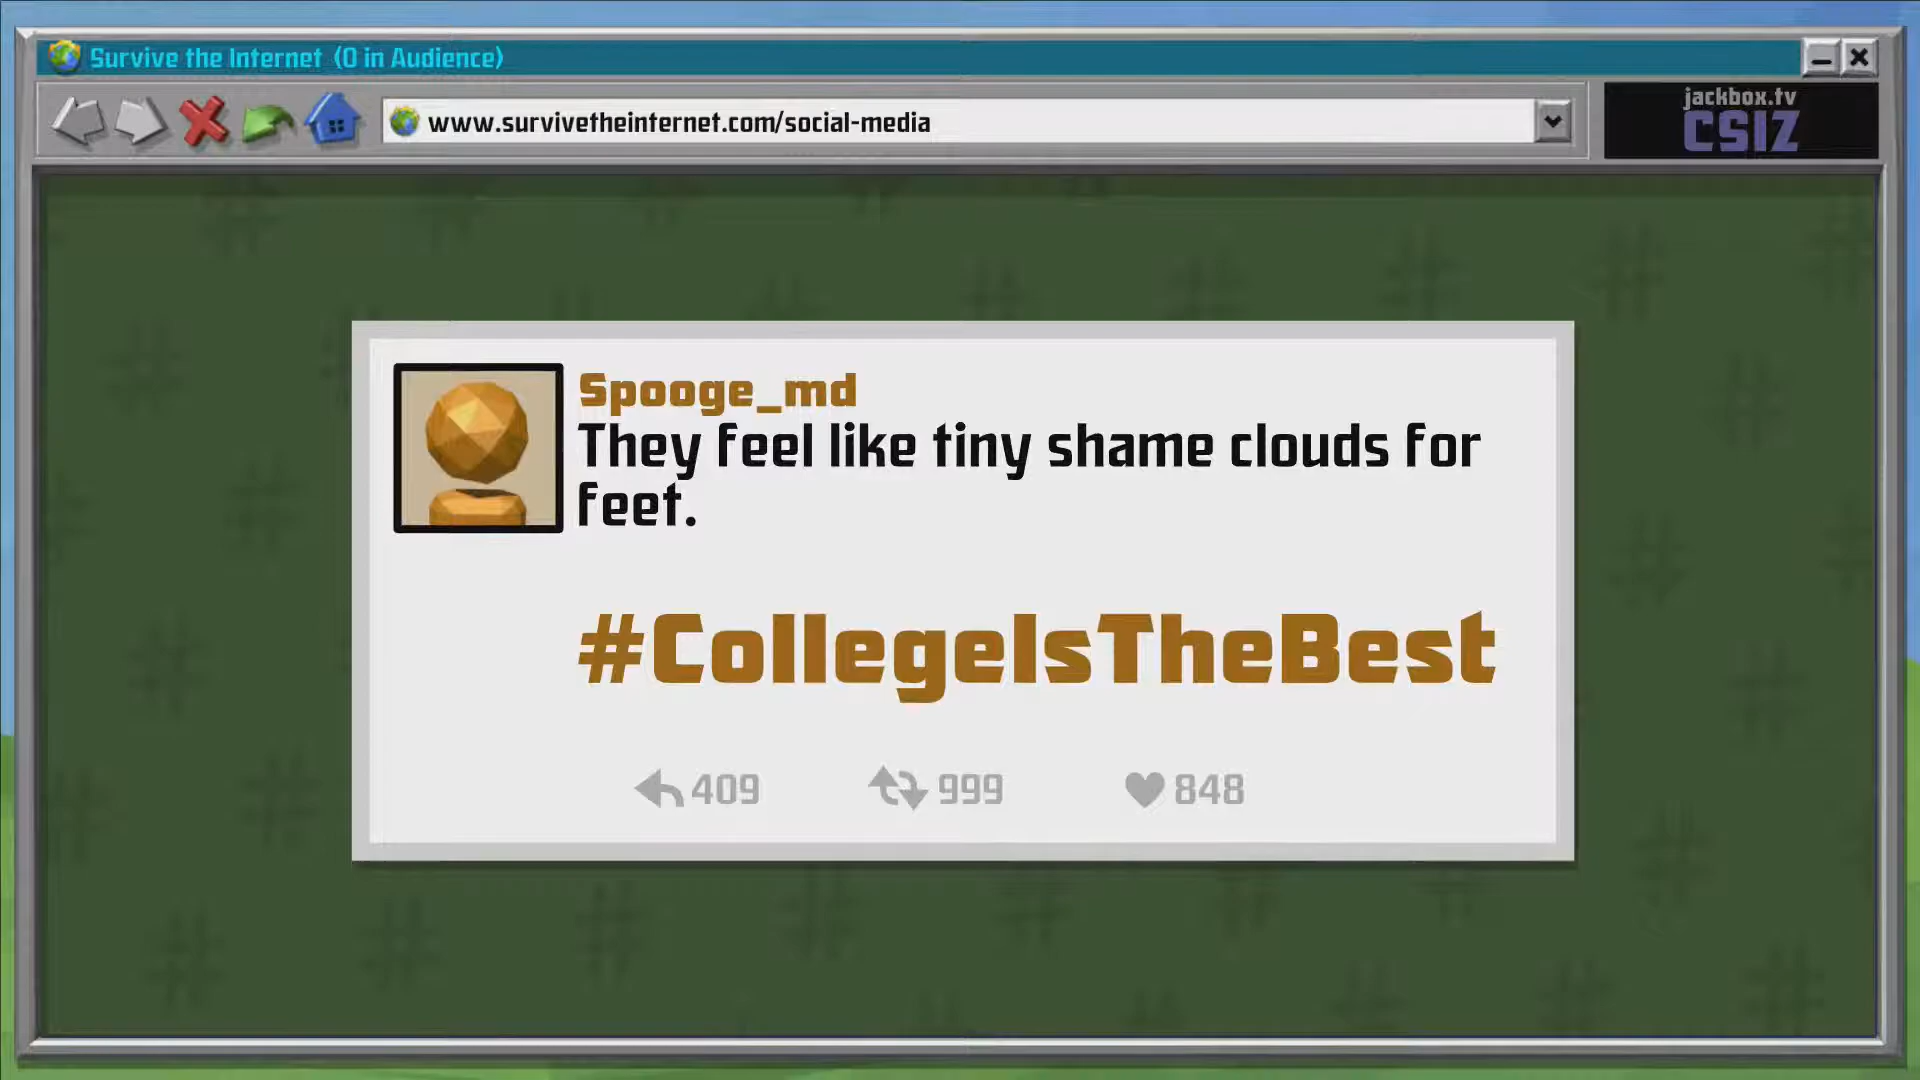 Survive the Internet (0 in Audience)
www.survivetheinternet.com/social-media
jackbox.tv
CSIZ
Spooge_md
They feel like tiny shame clouds for
feet.
#CollegeIsTheBest
409
999
848